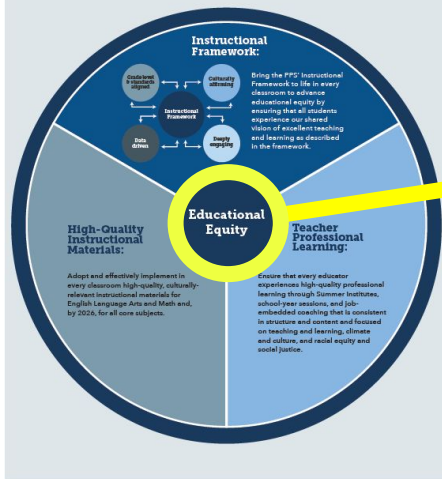 Instructional
Framework:
Grade level
& standards
aligned
Culturally
affirming
Instructional
Framework
Data
driven
Deeply
engaging
Bring the PPS' Instructional
Framework to life in every
classroom to advance
educational equity by
ensuring that all students
experience our shared
vision of excellent teaching
and learning as described
in the framework.
Educational
Equity
High-Quality
Instructional
Materials:
Adopt and effectively implement in
every classroom high-quality, culturally-
relevant instructional materials for
English Language Arts and Math and,
by 2026, for all core subjects.
Teacher
Professional
Learning:
Ensure that every educator
experiences high-quality professional
learning through Summer Institutes,
school-year sessions, and job-
embedded coaching that is consistent
in structure and content and focused
on teaching and learning, climate
and culture, and racial equity and
social justice.